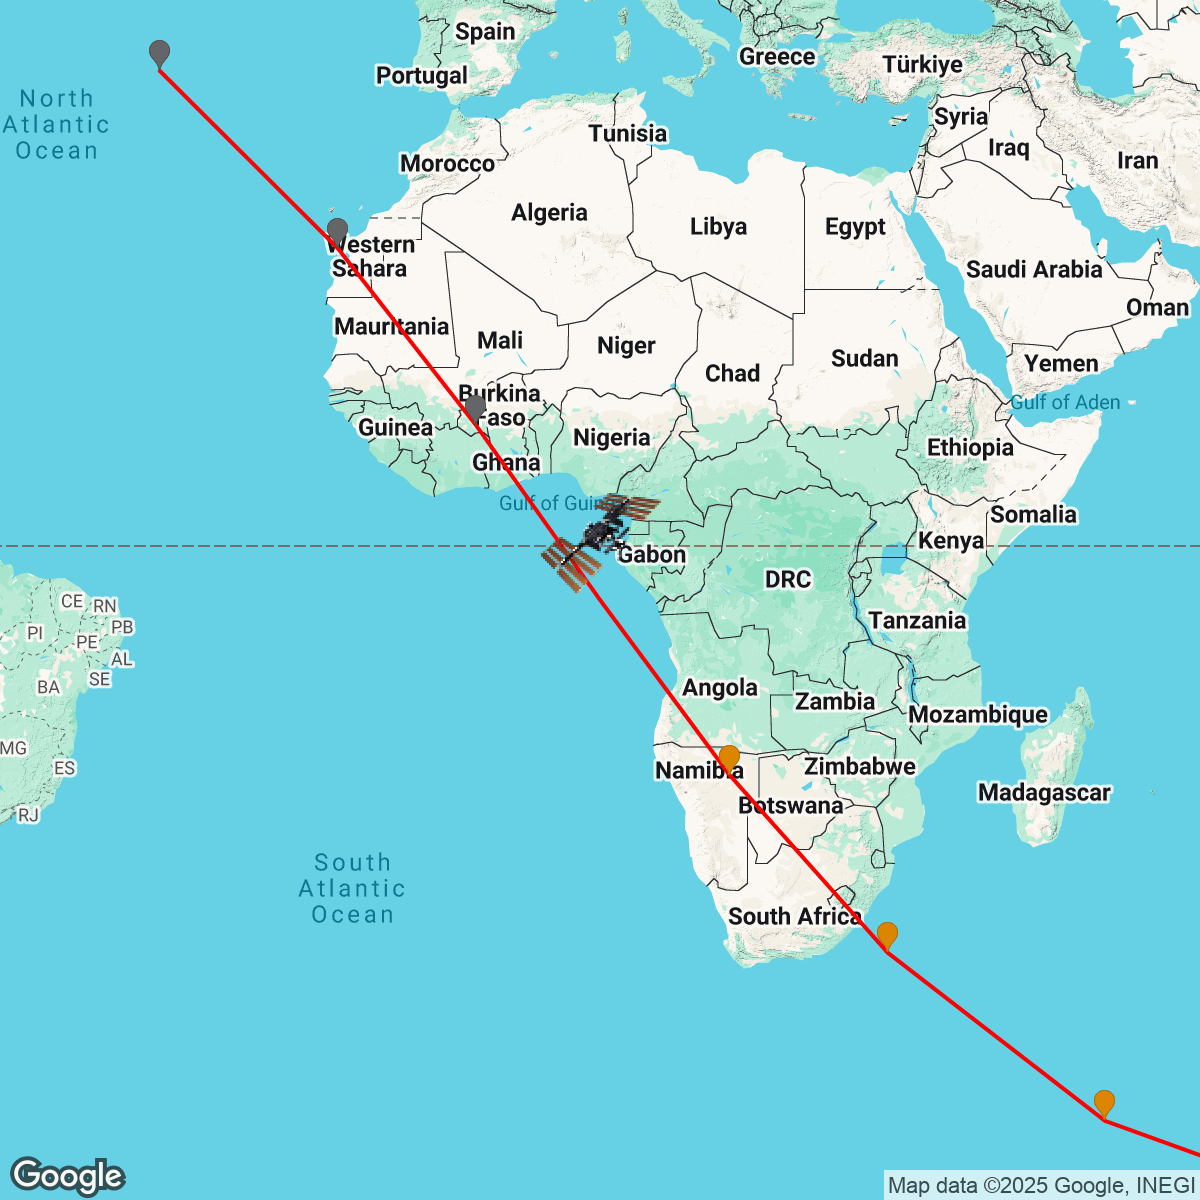 Spain
Portugal
Greece
Türkiye
North
Atlantic
Ocean
Syria
Iraq
Iran
Tunisia
Morocco
Algeria
Libya
Egypt
Western
Sahara
Saudi Arabia
Oman
Mauritania
Mali
Niger
Chad
Sudan
Yemen
Burkina
Faso
Gulf of Aden
Guinea
Nigeria
Ethiopia
Ghana
Gulf of
Somalia
Kenya
Gabon
DRC
CE
RN
PI
PE
PB
AL
SE
BA
Tanzania
Angola
Zambia
Mozambique
MG
ES
RJ
Namibia
Zimbabwe
Botswana
Madagascar
South
Atlantic
Ocean
South Africa
Google
Map data ©2025 Google, INEGI